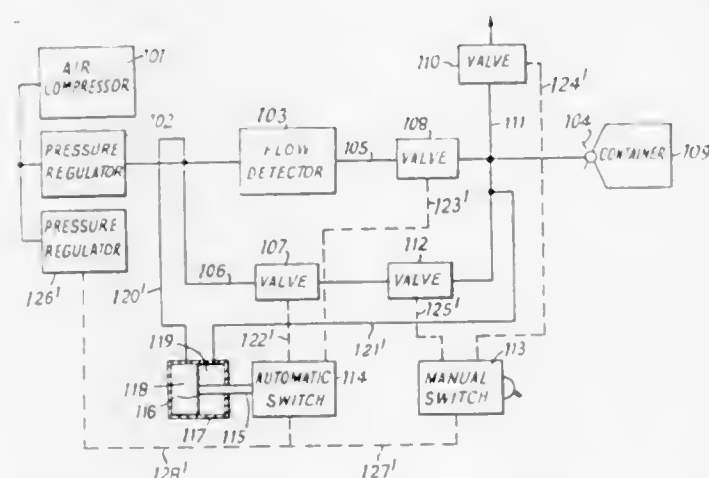 101
AIR
COMPRESSOR
102
PRESSURE
REGULATOR
PRESSURE
REGULATOR
126'
103
FLOW
DETECTOR
105
108
VALVE
110
VALVE
124'
111
104
CONTAINER
109
123'
107
VALVE
106
112
VALVE
125'
120'
122'
121'
119
118
116
117
115
AUTOMATIC
SWITCH
114
113
MANUAL
SWITCH
128'
127'